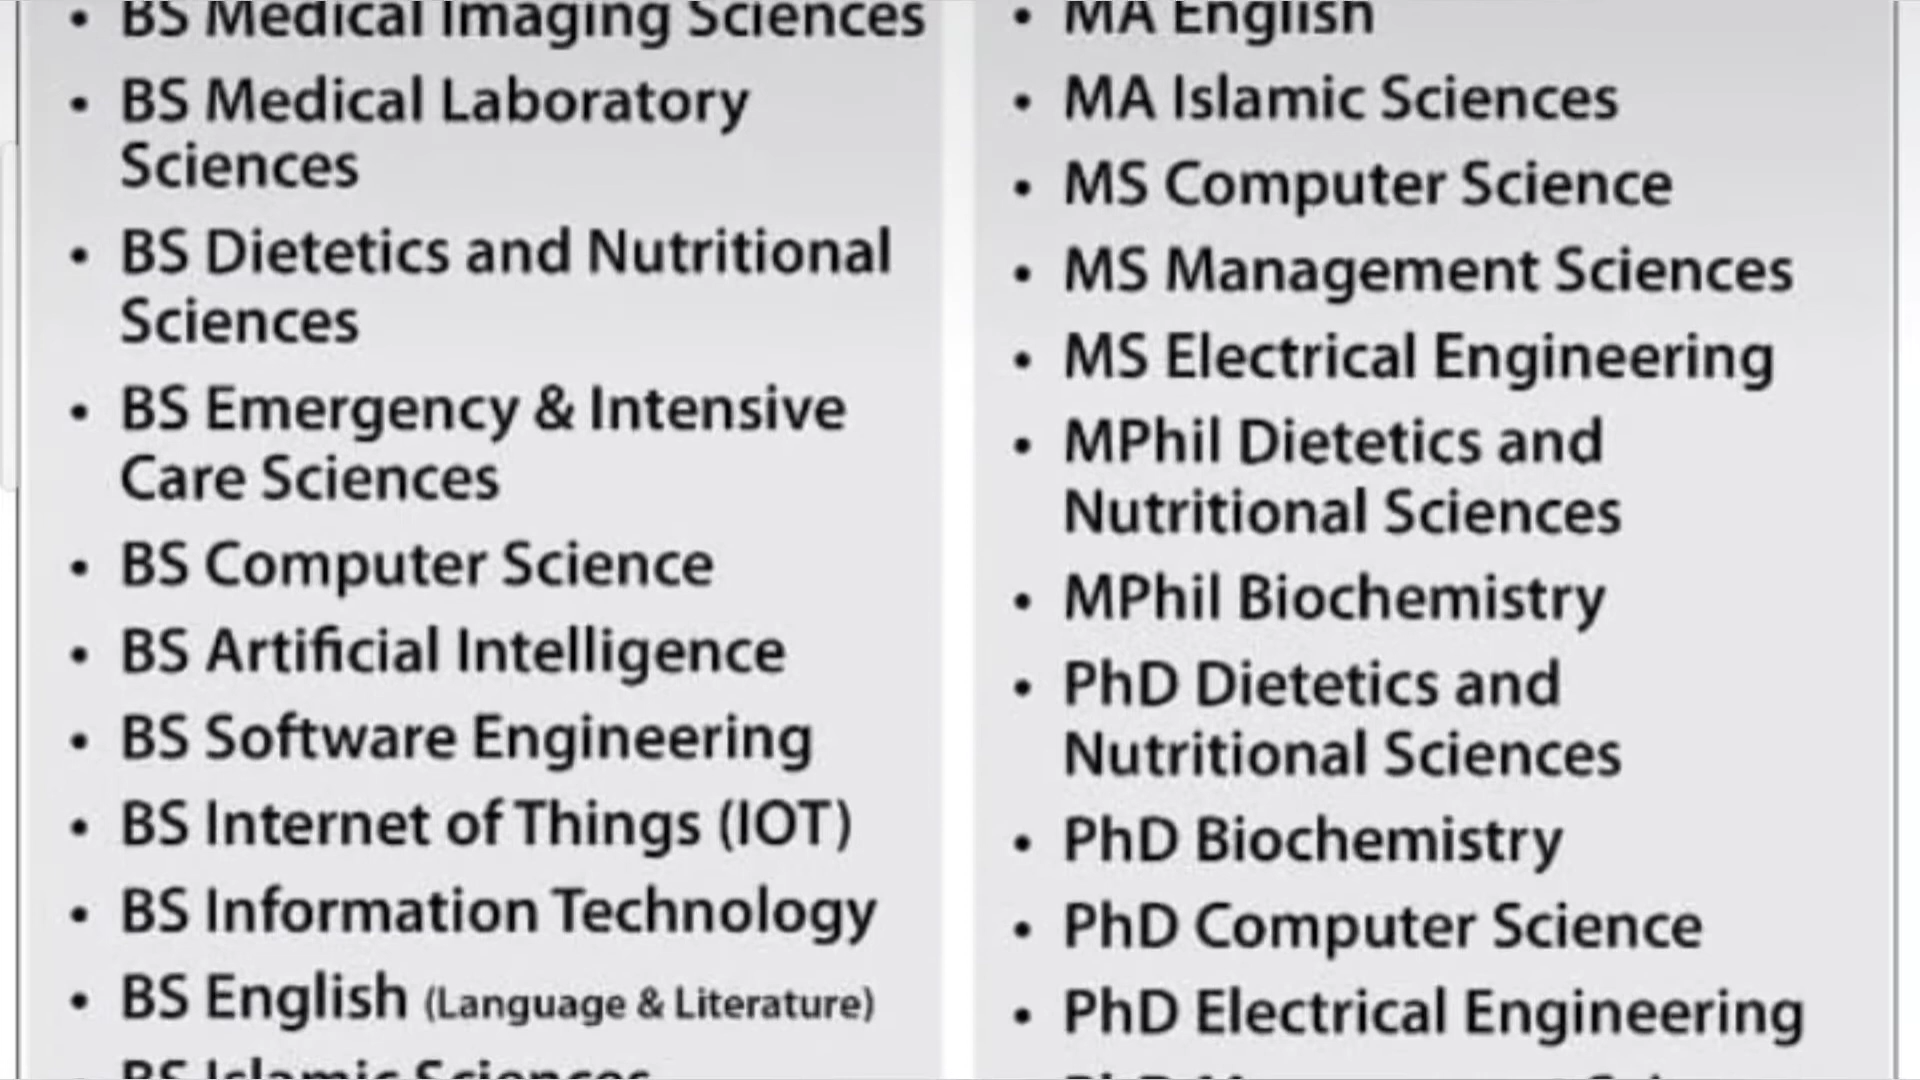 • BS Medical Imaging Sciences
• BS Medical Laboratory
Sciences
• BS Dietetics and Nutritional
Sciences
• BS Emergency & Intensive
Care Sciences
• BS Computer Science
• BS Artificial Intelligence
• BS Software Engineering
• BS Internet of Things (IOT)
• BS Information Technology
• BS English (Language & Literature)
BS Islamic Sciences
• MA English
• MA Islamic Sciences
• MS Computer Science
• MS Management Sciences
• MS Electrical Engineering
• MPhil Dietetics and
Nutritional Sciences
• MPhil Biochemistry
• PhD Dietetics and
Nutritional Sciences
• PhD Biochemistry
• PhD Computer Science
• PhD Electrical Engineering